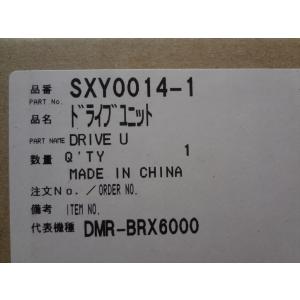 品番 SXY0014-1
PART No.
品名 ドライブユニット
PART NAME DRIVE U
数量 Q'TY 1
MADE IN CHINA
注文No. / ORDER NO.
備考 ITEM NO.
代表機種 DMR-BRX6000